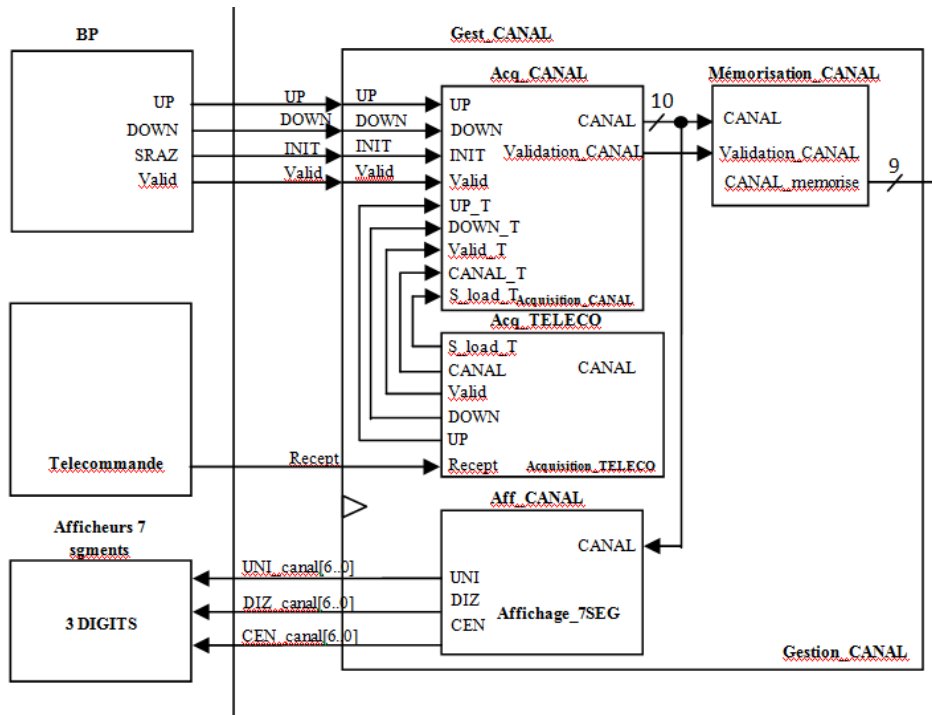 BP
UP
DOWN
SRAZ
Valid
UP
DOWN
INIT
Valid
Gest_CANAL
UP
DOWN
INIT
Valid
Acq_CANAL
UP
DOWN
INIT
Valid
UP_T
DOWN_T
Valid_T
CANAL_T
S_load_T
CANAL
Validation_CANAL
Acquisition_CANAL
10
Mémorisation_CANAL
CANAL
Validation_CANAL
CANAL_memorise
9
Acq_TELECO
S_load_T
CANAL
Valid
DOWN
UP
Recept
CANAL
Acquisition_TELECO
Telecommande
Recept
Aff_CANAL
CANAL
UNI
DIZ
CEN
Affichage_7SEG
Afficheurs 7
sgments
3 DIGITS
UNI_canal[6..0]
DIZ_canal[6..0]
CEN_canal[6..0]
Gestion_CANAL